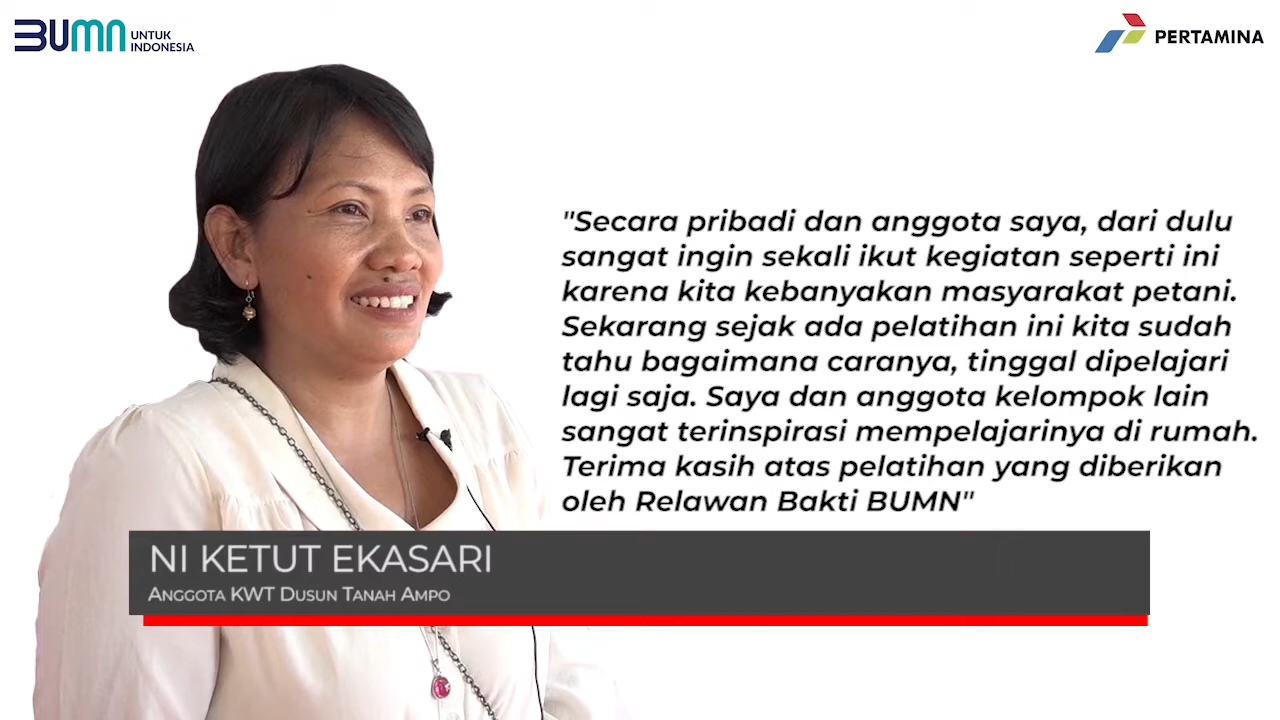 BUMN UNTUK
INDONESIA
PERTAMINA
"Secara pribadi dan anggota saya, dari dulu
sangat ingin sekali ikut kegiatan seperti ini
karena kita kebanyakan masyarakat petani.
Sekarang sejak ada pelatihan ini kita sudah
tahu bagaimana caranya, tinggal dipelajari
lagi saja. Saya dan anggota kelompok lain
sangat terinspirasi mempelajarinya di rumah.
Terima kasih atas pelatihan yang diberikan
oleh Relawan Bakti BUMN"
NI KETUT EKASARI
Anggota KWT Dusun Tanah Ampo